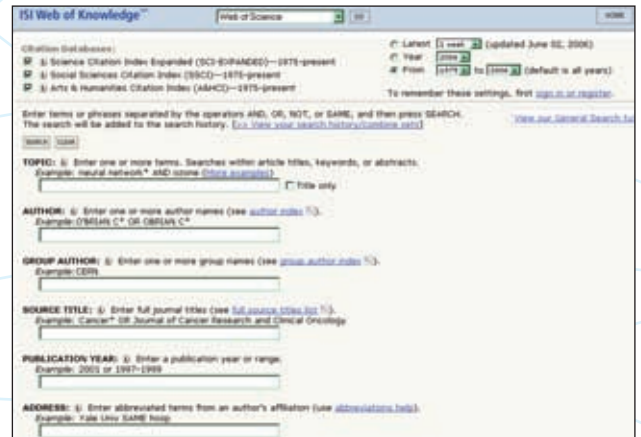 ISI Web of Knowledge℠
Web of Science GO HOME
Citation Databases:
Science Citation Index Expanded (SCI-EXPANDED)--1975-present
Social Sciences Citation Index (SSCI)--1975-present
Arts & Humanities Citation Index (A&HCI)--1975-present
Latest 1 week (updated June 02, 2006)
Year 2006
From 1975 to 2006 (default is all years)
To remember these settings, first sign in or register.
Enter terms or phrases separated by the operators AND, OR, NOT, or SAME, and then press SEARCH.
The search will be added to the search history. [>> View your search history/combine sets]
View our General Search tu
SEARCH CLEAR
TOPIC: Enter one or more terms. Searches within article titles, keywords, or abstracts.
Example: neural network* AND ozone (More examples)
Title only
AUTHOR: Enter one or more author names (see author index).
Example: O'BRIAN C* OR OBRIAN C*
GROUP AUTHOR: Enter one or more group names (see group author index).
Example: CERN
SOURCE TITLE: Enter full journal titles (see full source titles list).
Example: Cancer* OR Journal of Cancer Research and Clinical Oncology
PUBLICATION YEAR: Enter a publication year or range.
Example: 2001 or 1997-1999
ADDRESS: Enter abbreviated terms from an author's affiliation (use abbreviations help).
Example: Yale Univ SAME hosp